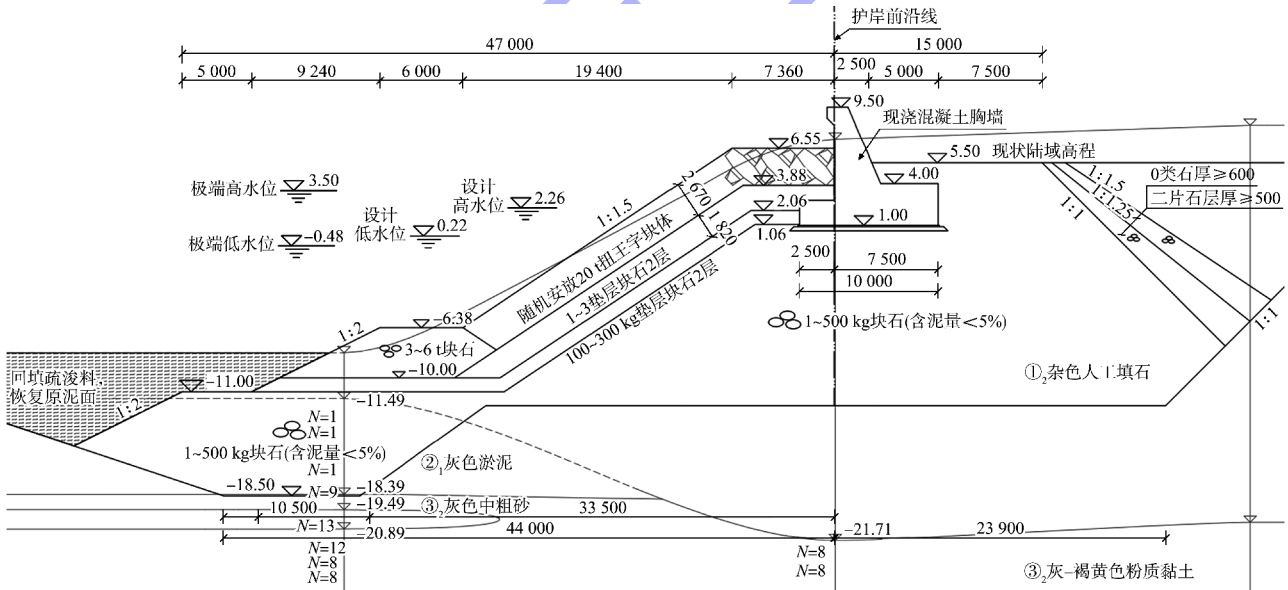 护岸前沿线
47 000
15 000
5 000
9 240
6 000
19 400
7 360
2 500
5 000
7 500
9.50
现浇混凝土胸墙
6.55
5.50
现状陆域高程
极端高水位
3.50
设计
高水位
2.26
设计
低水位
0.22
极端低水位
-0.48
3.88
4.00
2.06
1.00
1.06
2 670
1 820
1:1.5
0类石厚≥600
二片石层厚≥500
1:1.5
1:1.25
1:1
1:1
2 500
7 500
10 000
随机安放20 t扭王字块体
1~3垫层块石2层
100~300 kg垫层块石2层
1~500 kg块石(含泥量<5%)
-6.38
1:2
3~6 t块石
-10.00
回填疏浚料,
恢复原泥面
-11.00
1:2
-11.49
①₂杂色人工填石
N=1
N=1
1~500 kg块石(含泥量<5%)
N=1
②₁灰色淤泥
-18.50
N=9
-18.39
-19.49
③₂灰色中粗砂
10 500
33 500
N=13
-20.89
44 000
-21.71
23 900
N=12
N=8
N=8
N=8
N=8
③₂灰-褐黄色粉质黏土